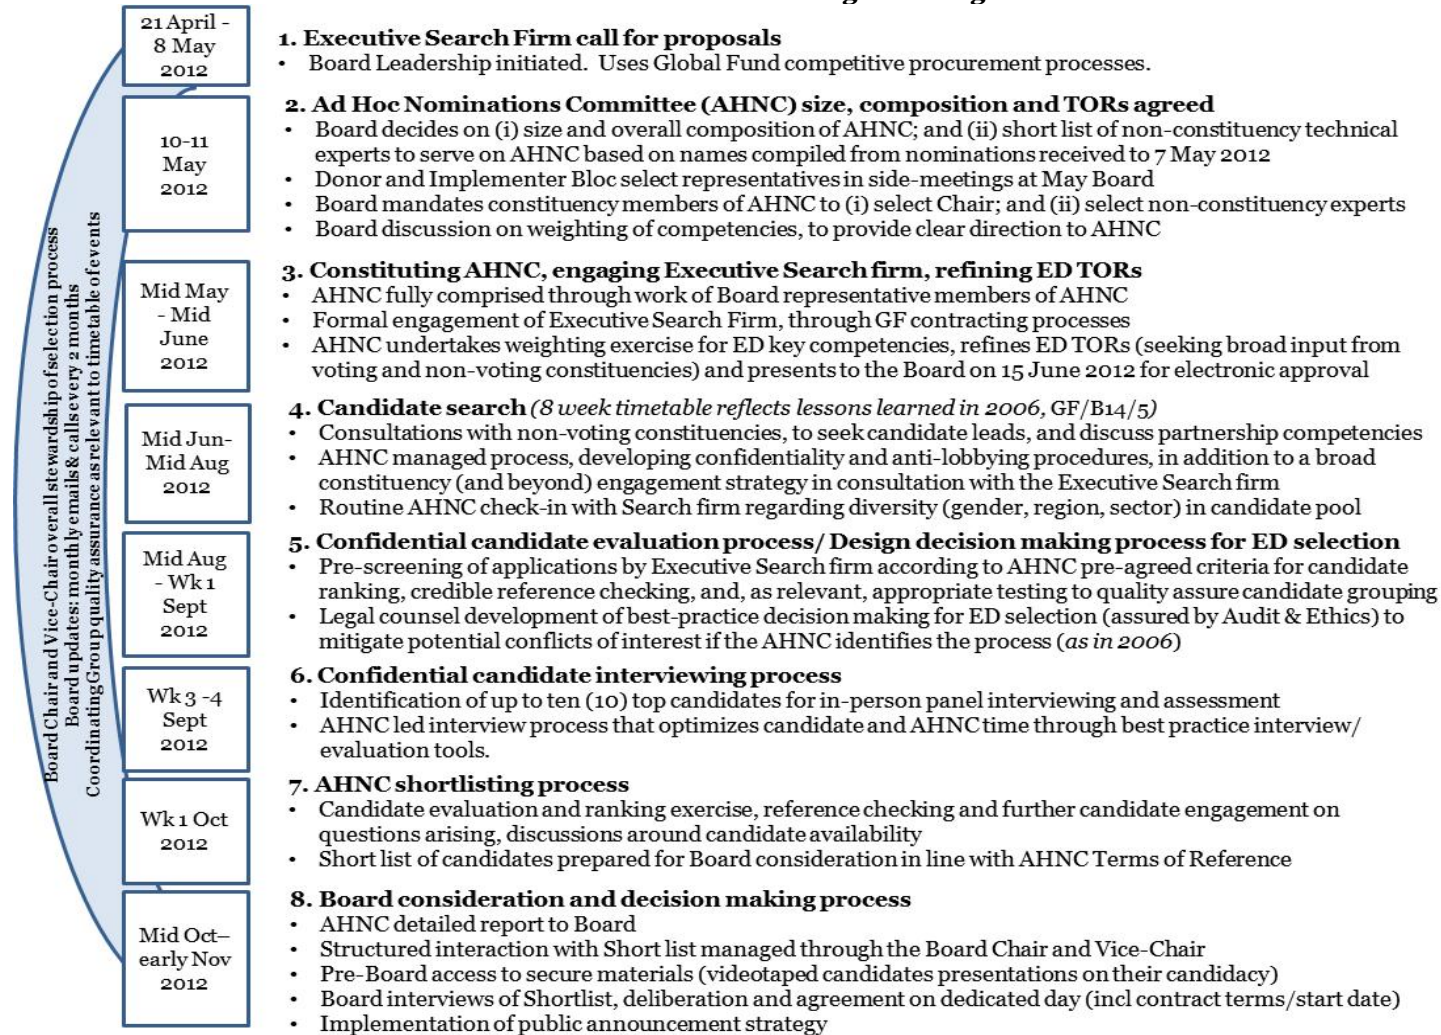 21 April -
8 May
2012
1. Executive Search Firm call for proposals
• Board Leadership initiated. Uses Global Fund competitive procurement processes.
10-11
May
2012
2. Ad Hoc Nominations Committee (AHNC) size, composition and TORs agreed
• Board decides on (i) size and overall composition of AHNC; and (ii) short list of non-constituency technical
experts to serve on AHNC based on names compiled from nominations received to 7 May 2012
• Donor and Implementer Bloc select representatives in side-meetings at May Board
• Board mandates constituency members of AHNC to (i) select Chair; and (ii) select non-constituency experts
• Board discussion on weighting of competencies, to provide clear direction to AHNC
Mid May
- Mid
June
2012
3. Constituting AHNC, engaging Executive Search firm, refining ED TORs
• AHNC fully comprised through work of Board representative members of AHNC
• Formal engagement of Executive Search Firm, through GF contracting processes
• AHNC undertakes weighting exercise for ED key competencies, refines ED TORs (seeking broad input from
voting and non-voting constituencies) and presents to the Board on 15 June 2012 for electronic approval
Mid Jun-
Mid Aug
2012
4. Candidate search (8 week timetable reflects lessons learned in 2006, GF/B14/5)
• Consultations with non-voting constituencies, to seek candidate leads, and discuss partnership competencies
• AHNC managed process, developing confidentiality and anti-lobbying procedures, in addition to a broad
constituency (and beyond) engagement strategy in consultation with the Executive Search firm
• Routine AHNC check-in with Search firm regarding diversity (gender, region, sector) in candidate pool
Mid Aug
- Wk 1
Sept
2012
5. Confidential candidate evaluation process/ Design decision making process for ED selection
• Pre-screening of applications by Executive Search firm according to AHNC pre-agreed criteria for candidate
ranking, credible reference checking, and, as relevant, appropriate testing to quality assure candidate grouping
• Legal counsel development of best-practice decision making for ED selection (assured by Audit & Ethics) to
mitigate potential conflicts of interest if the AHNC identifies the process (as in 2006)
Wk 3 -4
Sept
2012
6. Confidential candidate interviewing process
• Identification of up to ten (10) top candidates for in-person panel interviewing and assessment
• AHNC led interview process that optimizes candidate and AHNC time through best practice interview/
evaluation tools.
Wk 1 Oct
2012
7. AHNC shortlisting process
• Candidate evaluation and ranking exercise, reference checking and further candidate engagement on
questions arising, discussions around candidate availability
• Short list of candidates prepared for Board consideration in line with AHNC Terms of Reference
Mid Oct–
early Nov
2012
8. Board consideration and decision making process
• AHNC detailed report to Board
• Structured interaction with Short list managed through the Board Chair and Vice-Chair
• Pre-Board access to secure materials (videotaped candidates presentations on their candidacy)
• Board interviews of Shortlist, deliberation and agreement on dedicated day (incl contract terms/start date)
• Implementation of public announcement strategy
Board Chair and Vice-Chair overall stewardship of selection process
Board updates: monthly emails & calls every 2 months
Coordinating Group quality assurance as relevant to timetable of events